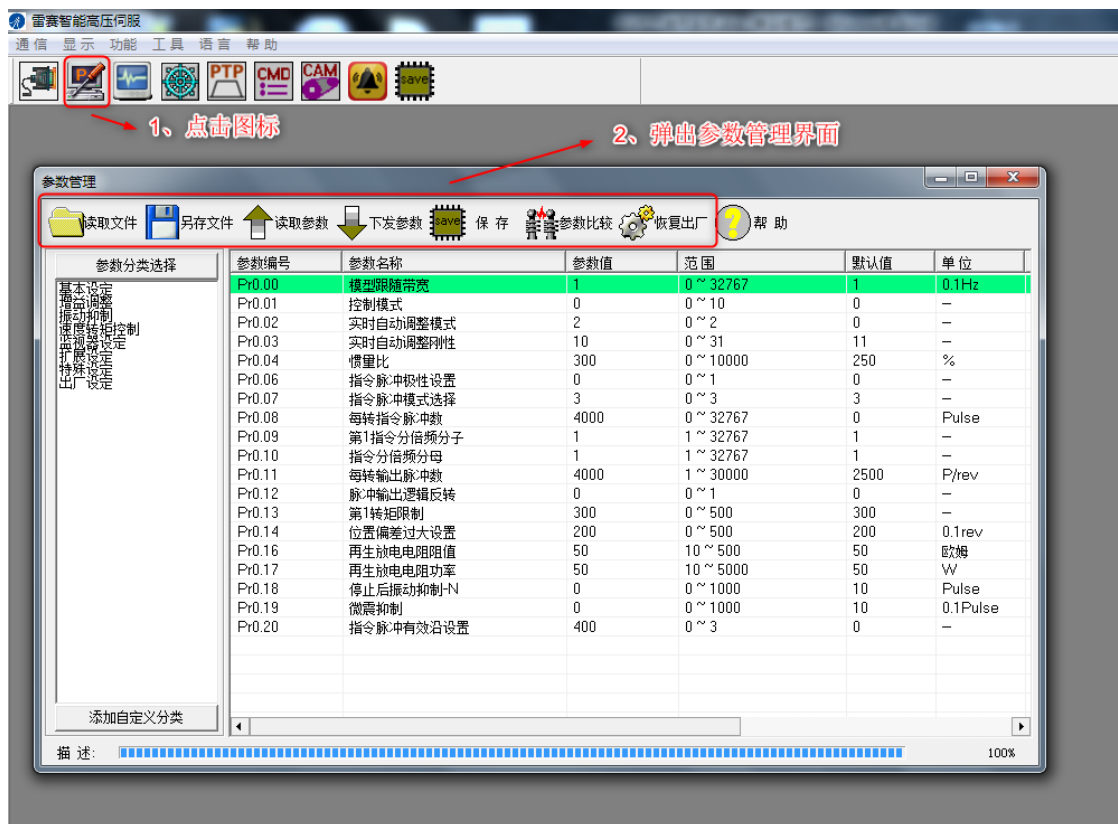 雷赛智能高压伺服
通信 显示 功能 工具 语言 帮助
P PTP CMD CAM save
1、点击图标
2、弹出参数管理界面
参数管理
读取文件 另存文件 读取参数 下发参数 save 保 存 参数比较 恢复出厂 ? 帮 助
参数分类选择
基本设定
增益调整
振动抑制
速度转矩控制
监视器设定
扩展设定
特殊设定
出厂设定
添加自定义分类
参数编号 参数名称 参数值 范 围 默认值 单 位
Pr0.00 模型跟随带宽 1 0 ~ 32767 1 0.1Hz
Pr0.01 控制模式 0 0 ~ 10 0 –
Pr0.02 实时自动调整模式 2 0 ~ 2 0 –
Pr0.03 实时自动调整刚性 10 0 ~ 31 11 –
Pr0.04 惯量比 300 0 ~ 10000 250 %
Pr0.06 指令脉冲极性设置 0 0 ~ 1 0 –
Pr0.07 指令脉冲模式选择 3 0 ~ 3 3 –
Pr0.08 每转指令脉冲数 4000 0 ~ 32767 0 Pulse
Pr0.09 第1指令分倍频分子 1 1 ~ 32767 1 –
Pr0.10 指令分倍频分母 1 1 ~ 32767 1 –
Pr0.11 每转输出脉冲数 4000 1 ~ 30000 2500 P/rev
Pr0.12 脉冲输出逻辑反转 0 0 ~ 1 0 –
Pr0.13 第1转矩限制 300 0 ~ 500 300 –
Pr0.14 位置偏差过大设置 200 0 ~ 500 200 0.1rev
Pr0.16 再生放电电阻阻值 50 10 ~ 500 50 欧姆
Pr0.17 再生放电电阻功率 50 10 ~ 5000 50 W
Pr0.18 停止后振动抑制-N 0 0 ~ 1000 10 Pulse
Pr0.19 微震抑制 0 0 ~ 1000 10 0.1Pulse
Pr0.20 指令脉冲有效沿设置 400 0 ~ 3 0 –
描 述: 100%